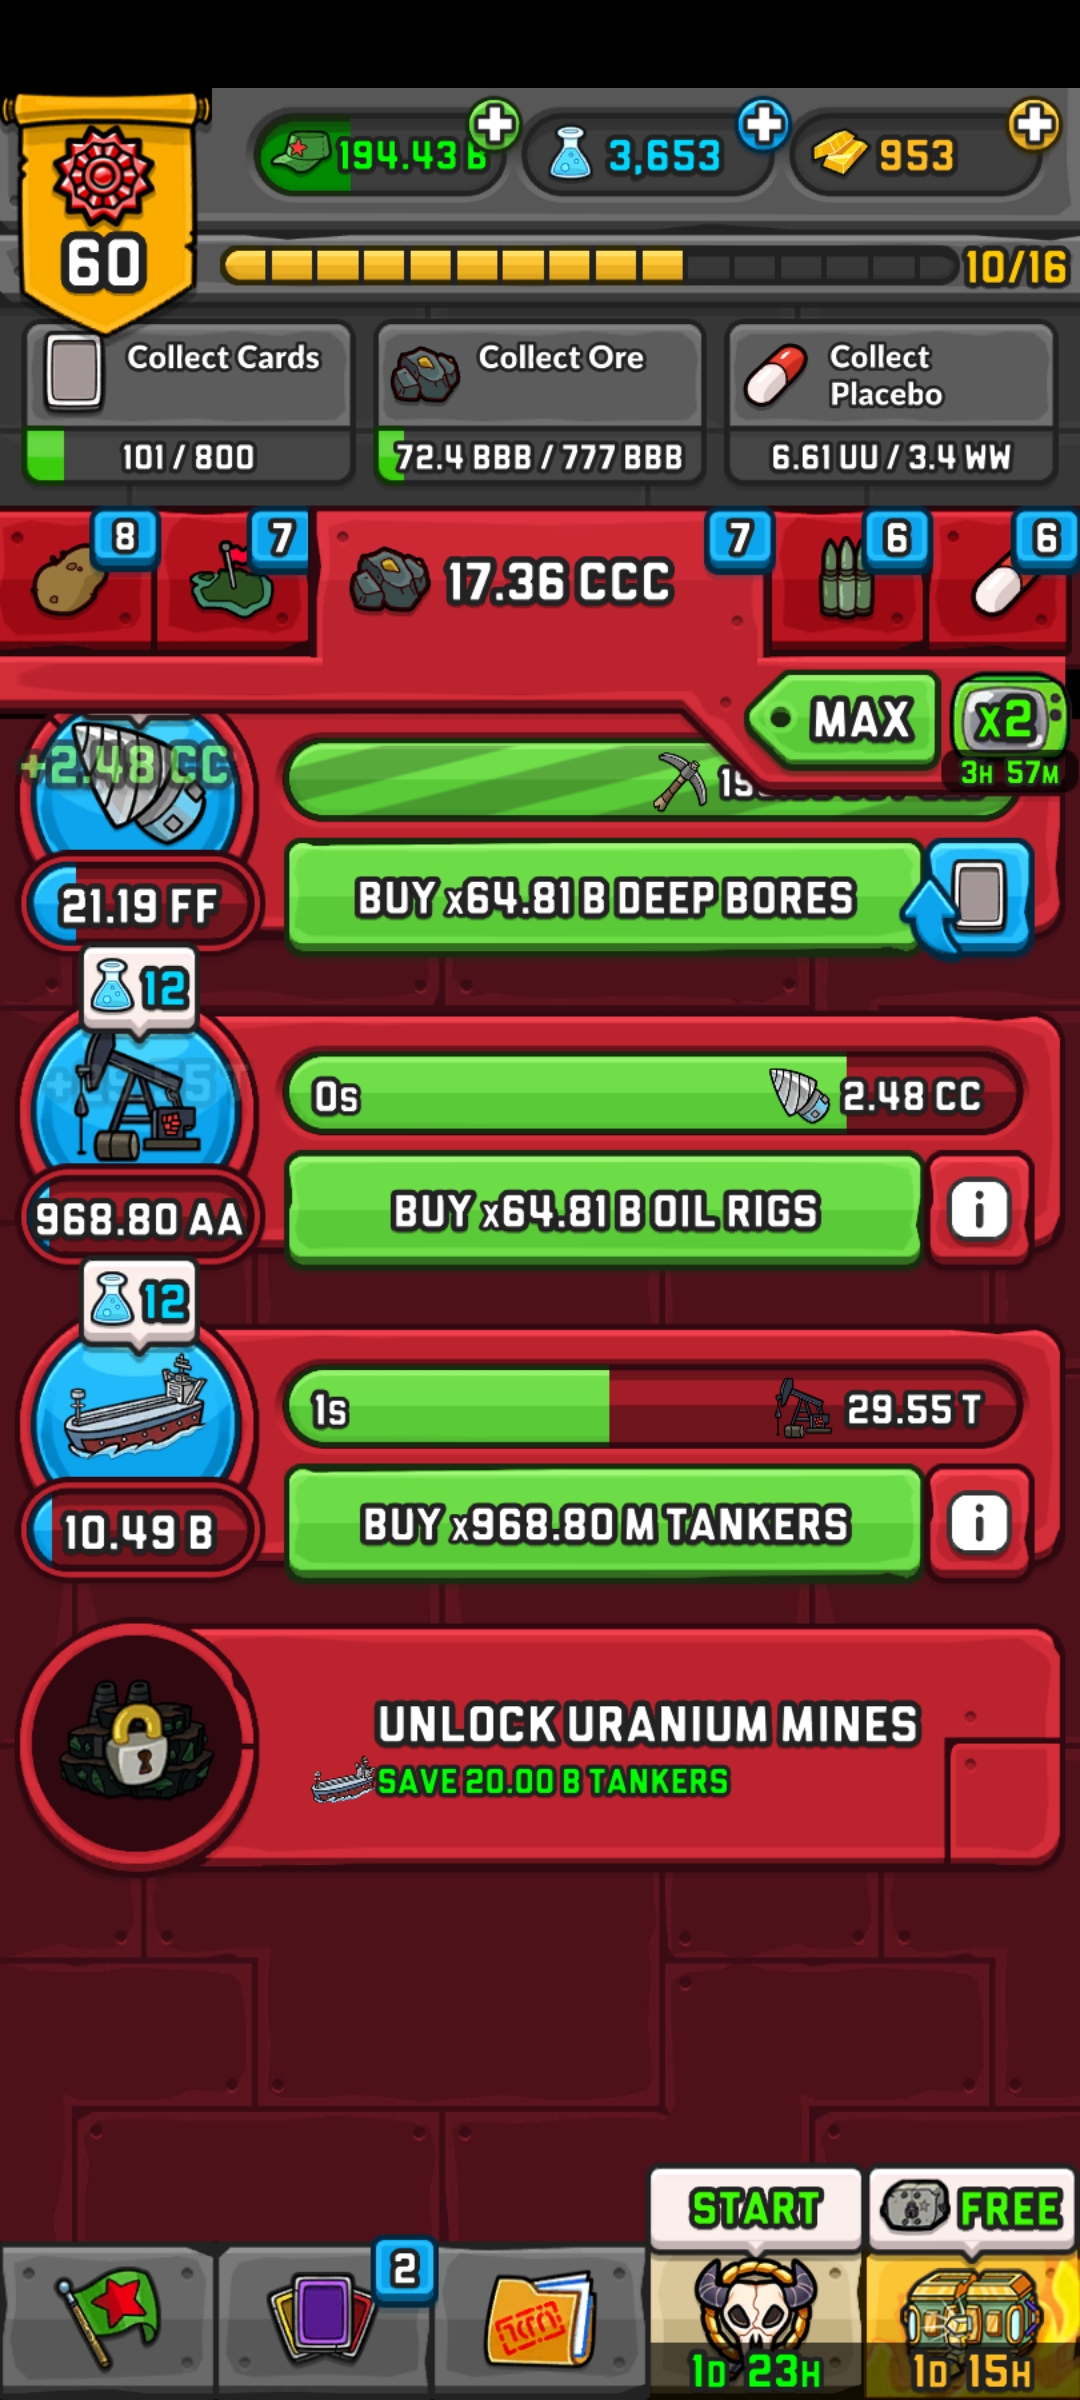 60
194.43 B
3,653
953
10/16
Collect Cards
101 / 800
Collect Ore
72.4 BBB / 777 BBB
Collect
Placebo
6.61 UU / 3.4 WW
8
7
17.36 CCC
7
6
6
MAX
x2
3H 57M
+2.48 CC
21.19 FF
BUY x64.81 B DEEP BORES
12
0s
2.48 CC
968.80 AA
BUY x64.81 B OIL RIGS
i
12
1s
29.55 T
10.49 B
BUY x968.80 M TANKERS
i
UNLOCK URANIUM MINES
SAVE 20.00 B TANKERS
START
FREE
2
1D 23H
1D 15H